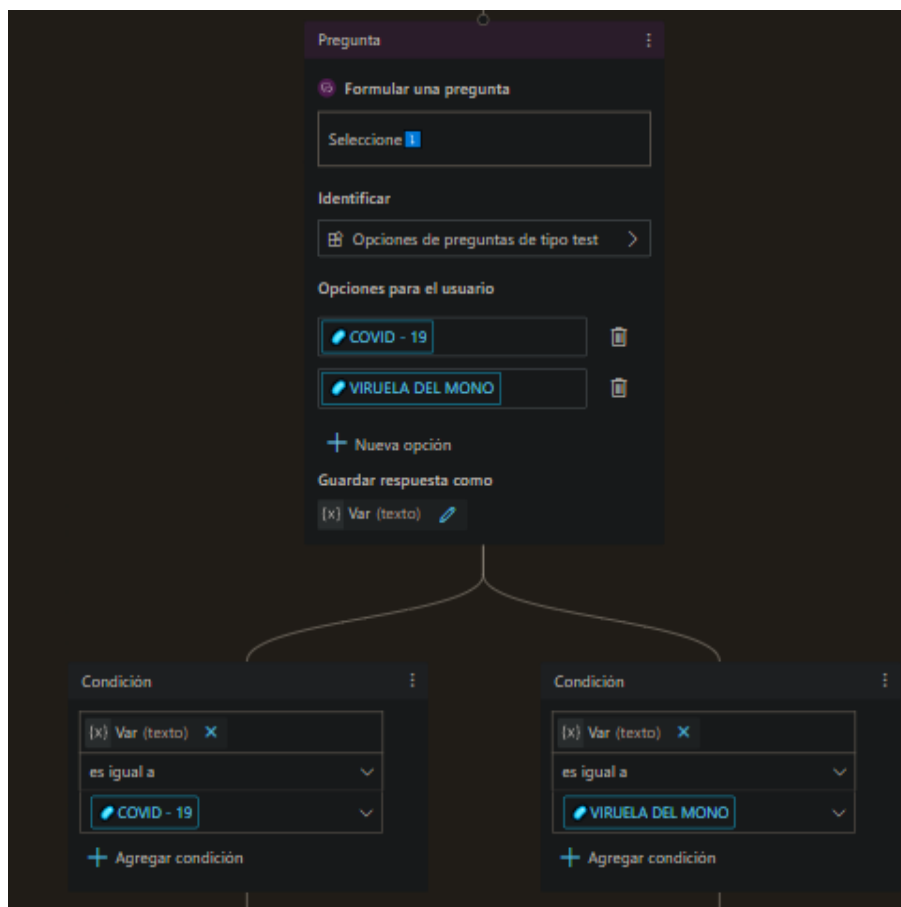 Pregunta
Formular una pregunta
Seleccione
Identificar
Opciones de preguntas de tipo test
Opciones para el usuario
COVID - 19
VIRUELA DEL MONO
Nueva opción
Guardar respuesta como
{x} Var (texto)
Condición
{x} Var (texto)
es igual a
COVID - 19
Agregar condición
Condición
{x} Var (texto)
es igual a
VIRUELA DEL MONO
Agregar condición